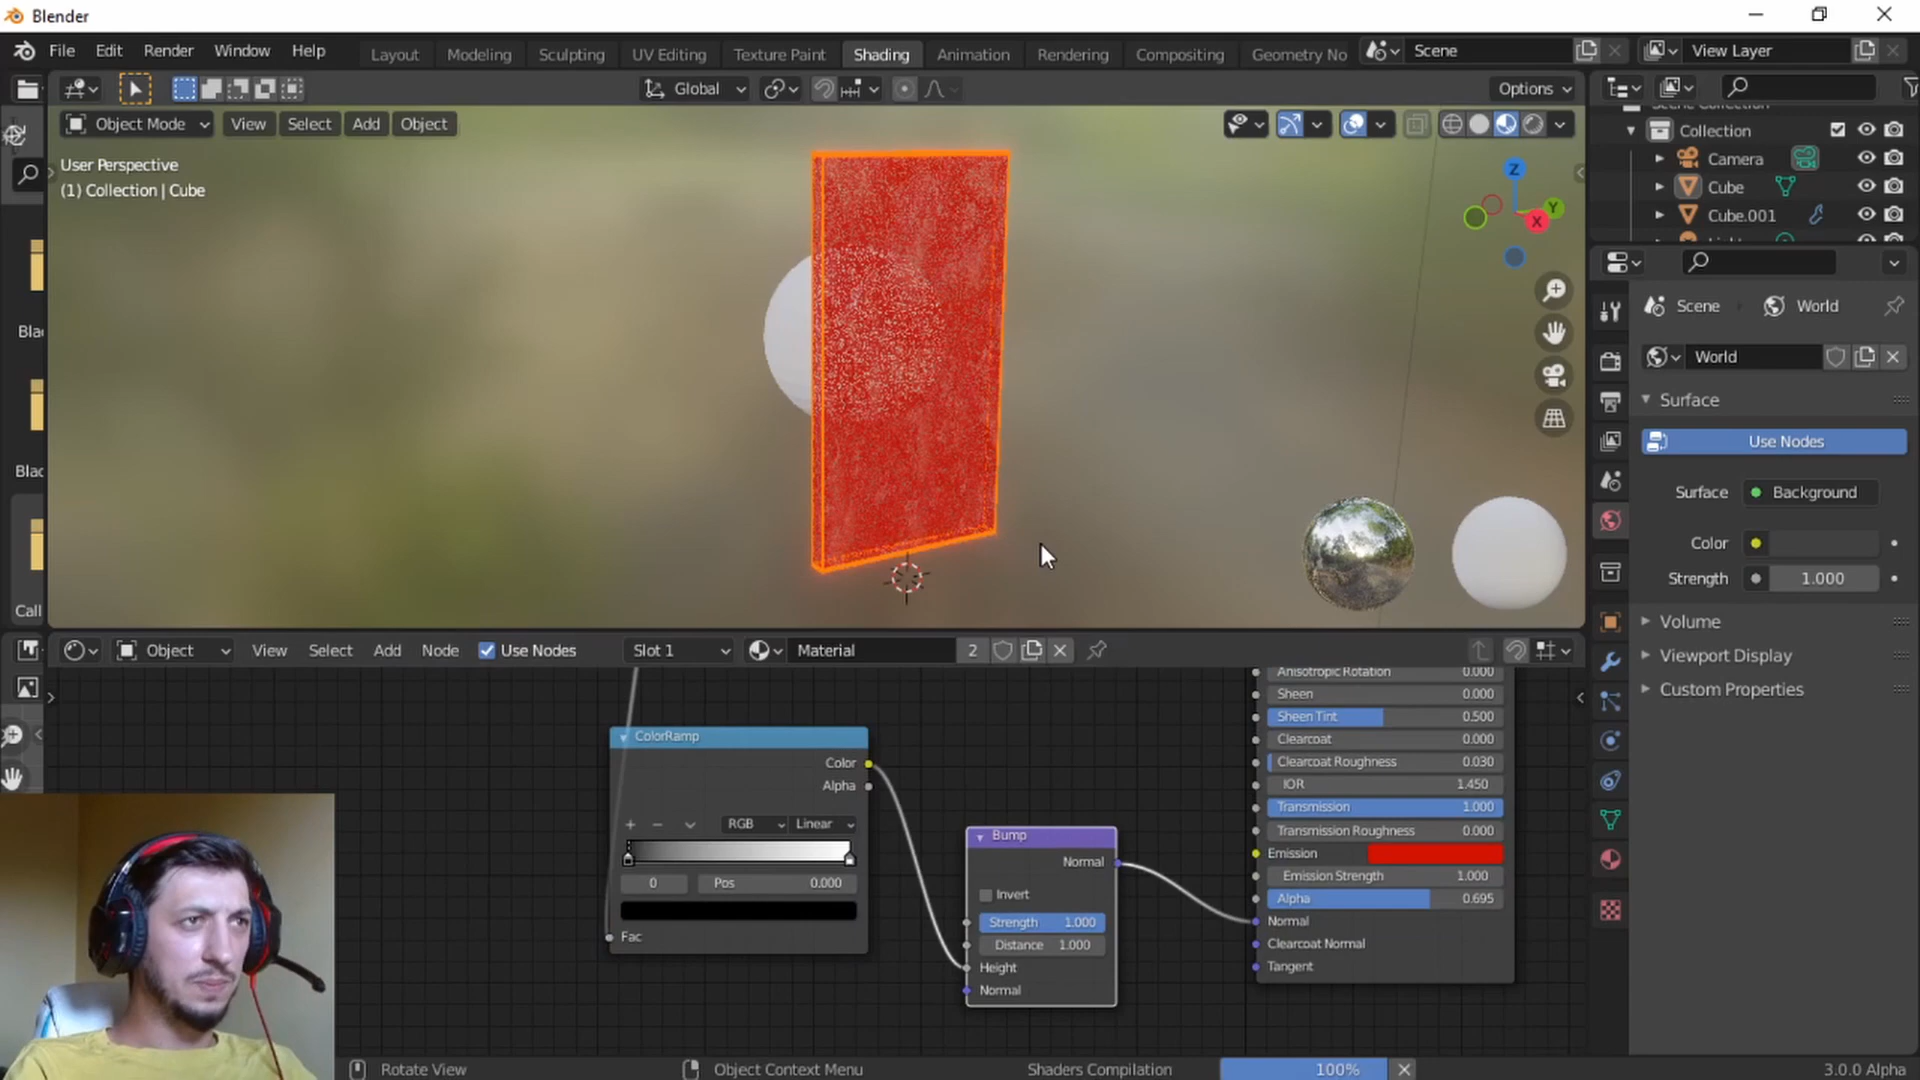 Blender
File Edit Render Window Help
Layout Modeling Sculpting UV Editing Texture Paint Shading Animation Rendering Compositing Geometry No
Scene
View Layer
Global
Options
Object Mode View Select Add Object
User Perspective
(1) Collection | Cube
Z
Y
X
Collection
Camera
Cube
Cube.001
Scene World
World
Surface
Use Nodes
Surface Background
Color
Strength 1.000
Volume
Viewport Display
Custom Properties
Blac
Blac
Call
Object View Select Add Node Use Nodes Slot 1 Material 2
ColorRamp
Color
Alpha
+ − RGB Linear
0 Pos 0.000
Fac
Bump
Normal
Invert
Strength 1.000
Distance 1.000
Height
Normal
Anisotropic Rotation 0.000
Sheen 0.000
Sheen Tint 0.500
Clearcoat 0.000
Clearcoat Roughness 0.030
IOR 1.450
Transmission 1.000
Transmission Roughness 0.000
Emission
Emission Strength 1.000
Alpha 0.695
Normal
Clearcoat Normal
Tangent
Rotate View Object Context Menu Shaders Compilation 100% 3.0.0 Alpha